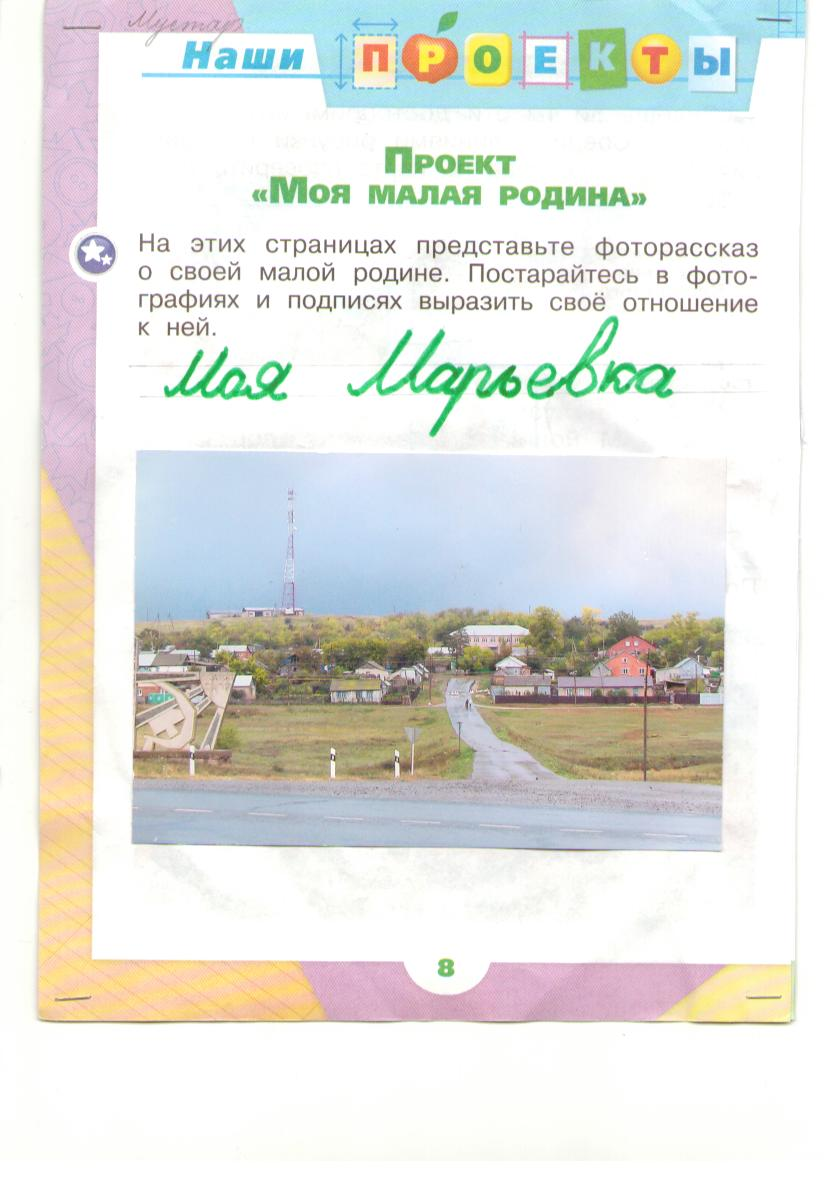 Наши ПРОЕКТЫ
Проект
«Моя малая родина»
На этих страницах представьте фоторассказ
о своей малой родине. Постарайтесь в фото-
графиях и подписях выразить своё отношение
к ней.
Моя Марьевка
8